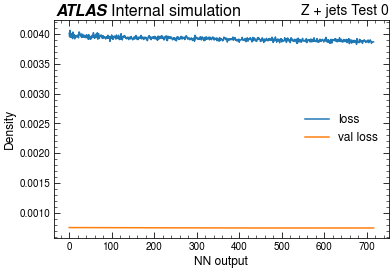 ATLAS Internal simulation Z + jets Test 0
0.0040
0.0035
0.0030
0.0025
0.0020
0.0015
0.0010
Density
loss
val loss
0 100 200 300 400 500 600 700
NN output